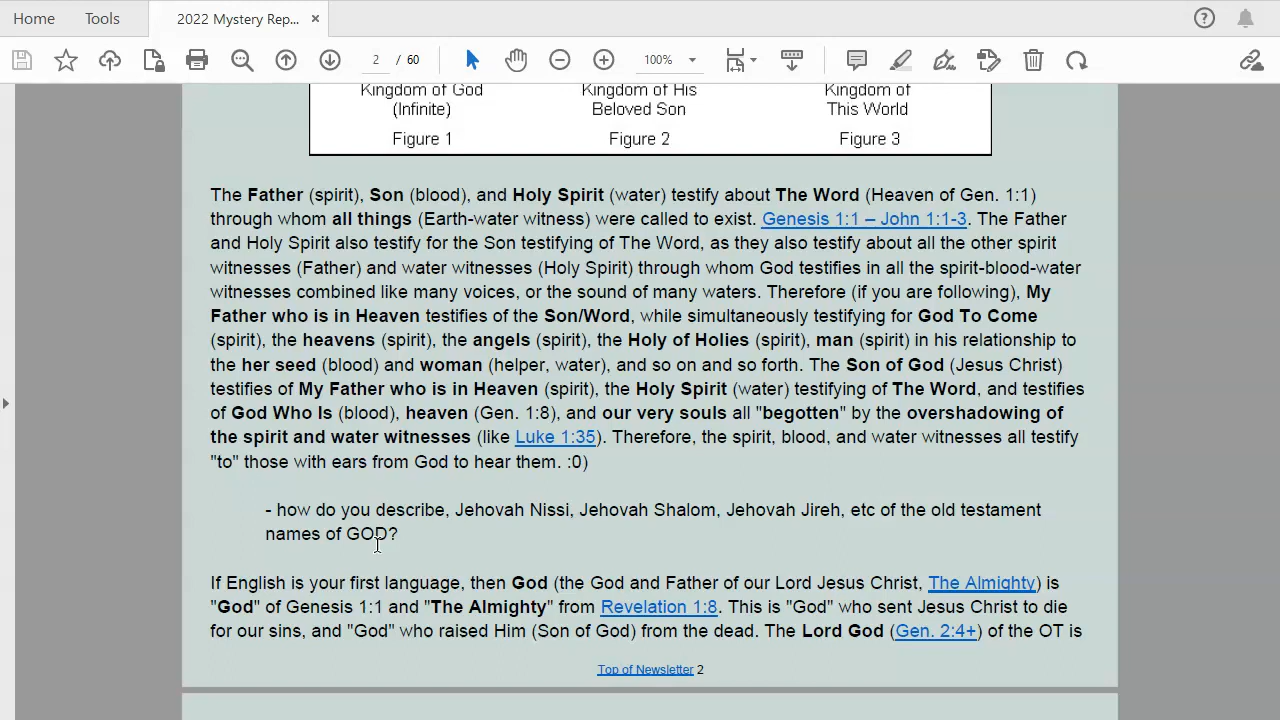 Home Tools 2022 Mystery Rep... ×
2 / 60 100%
Kingdom of God Kingdom of His Kingdom of
(Infinite) Beloved Son This World
Figure 1 Figure 2 Figure 3
The Father (spirit), Son (blood), and Holy Spirit (water) testify about The Word (Heaven of Gen. 1:1)
through whom all things (Earth-water witness) were called to exist. Genesis 1:1 – John 1:1-3. The Father
and Holy Spirit also testify for the Son testifying of The Word, as they also testify about all the other spirit
witnesses (Father) and water witnesses (Holy Spirit) through whom God testifies in all the spirit-blood-water
witnesses combined like many voices, or the sound of many waters. Therefore (if you are following), My
Father who is in Heaven testifies of the Son/Word, while simultaneously testifying for God To Come
(spirit), the heavens (spirit), the angels (spirit), the Holy of Holies (spirit), man (spirit) in his relationship to
the her seed (blood) and woman (helper, water), and so on and so forth. The Son of God (Jesus Christ)
testifies of My Father who is in Heaven (spirit), the Holy Spirit (water) testifying of The Word, and testifies
of God Who Is (blood), heaven (Gen. 1:8), and our very souls all "begotten" by the overshadowing of
the spirit and water witnesses (like Luke 1:35). Therefore, the spirit, blood, and water witnesses all testify
"to" those with ears from God to hear them. :0)
- how do you describe, Jehovah Nissi, Jehovah Shalom, Jehovah Jireh, etc of the old testament
names of GOD?
If English is your first language, then God (the God and Father of our Lord Jesus Christ, The Almighty) is
"God" of Genesis 1:1 and "The Almighty" from Revelation 1:8. This is "God" who sent Jesus Christ to die
for our sins, and "God" who raised Him (Son of God) from the dead. The Lord God (Gen. 2:4+) of the OT is
Top of Newsletter 2